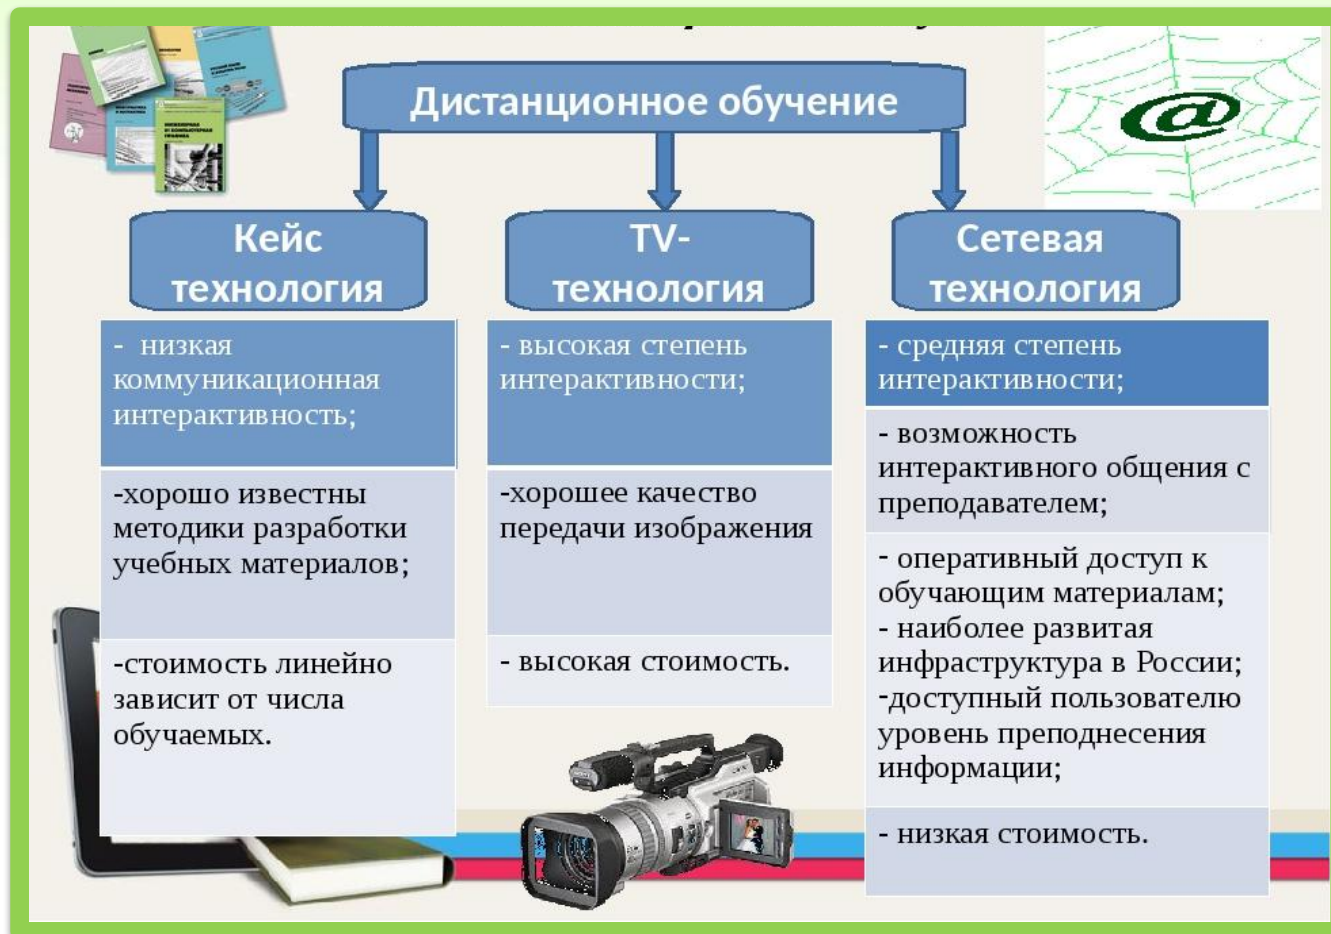 Дистанционное обучение
Кейс
технология
- низкая
коммуникационная
интерактивность;
-хорошо известны
методики разработки
учебных материалов;
-стоимость линейно
зависит от числа
обучаемых.
TV-
технология
- высокая степень
интерактивности;
-хорошее качество
передачи изображения
- высокая стоимость.
Сетевая
технология
- средняя степень
интерактивности;
- возможность
интерактивного общения с
преподавателем;
- оперативный доступ к
обучающим материалам;
- наиболее развитая
инфраструктура в России;
-доступный пользователю
уровень преподнесения
информации;
- низкая стоимость.
@